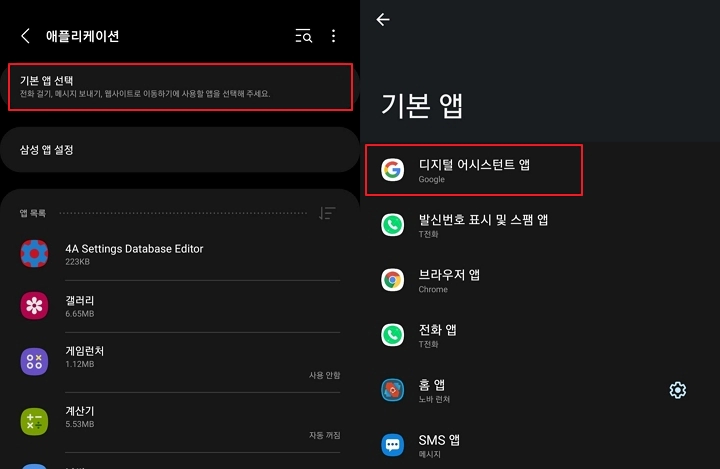 애플리케이션
기본 앱 선택
전화 걸기, 메시지 보내기, 웹사이트로 이동하기에 사용할 앱을 선택해 주세요.
삼성 앱 설정
앱 목록
4A Settings Database Editor
223KB
갤러리
6.65MB
게임런처
1.12MB
사용 안함
계산기
5.53MB
자동 꺼짐
기본 앱
디지털 어시스턴트 앱
Google
발신번호 표시 및 스팸 앱
T전화
브라우저 앱
Chrome
전화 앱
T전화
홈 앱
노바 런쳐
SMS 앱
메시지